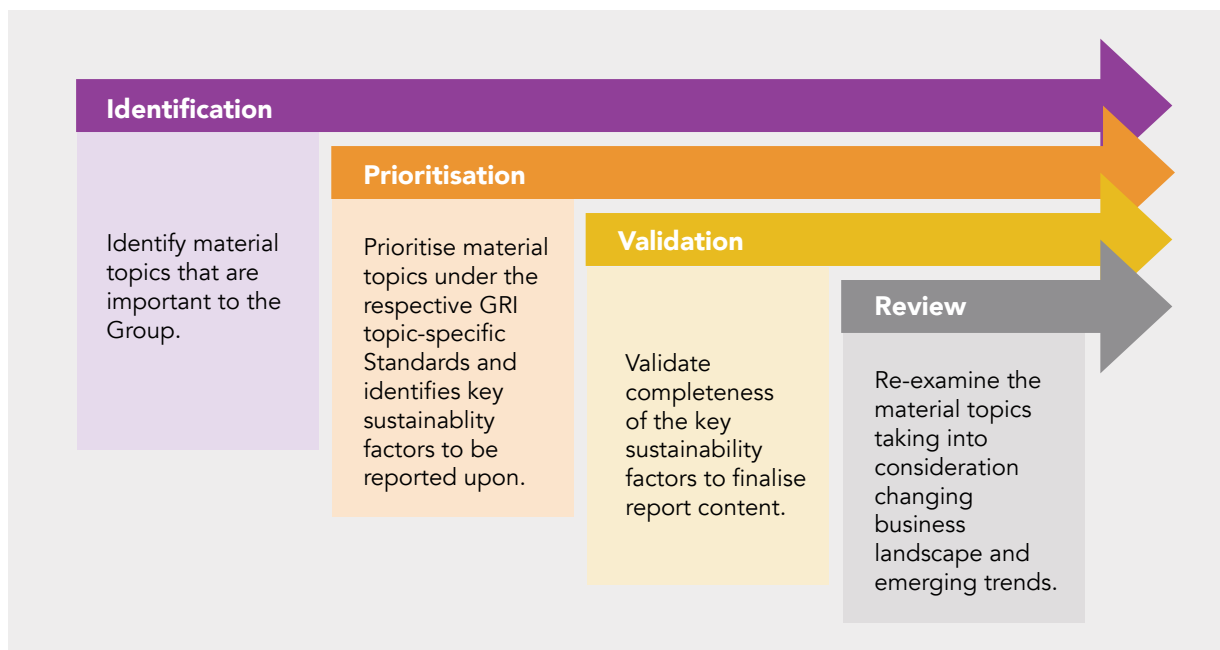 Identification
Identify material
topics that are
important to the
Group.
Prioritisation
Prioritise material
topics under the
respective GRI
topic-specific
Standards and
identifies key
sustainablity
factors to be
reported upon.
Validation
Validate
completeness
of the key
sustainability
factors to finalise
report content.
Review
Re-examine the
material topics
taking into
consideration
changing
business
landscape and
emerging trends.